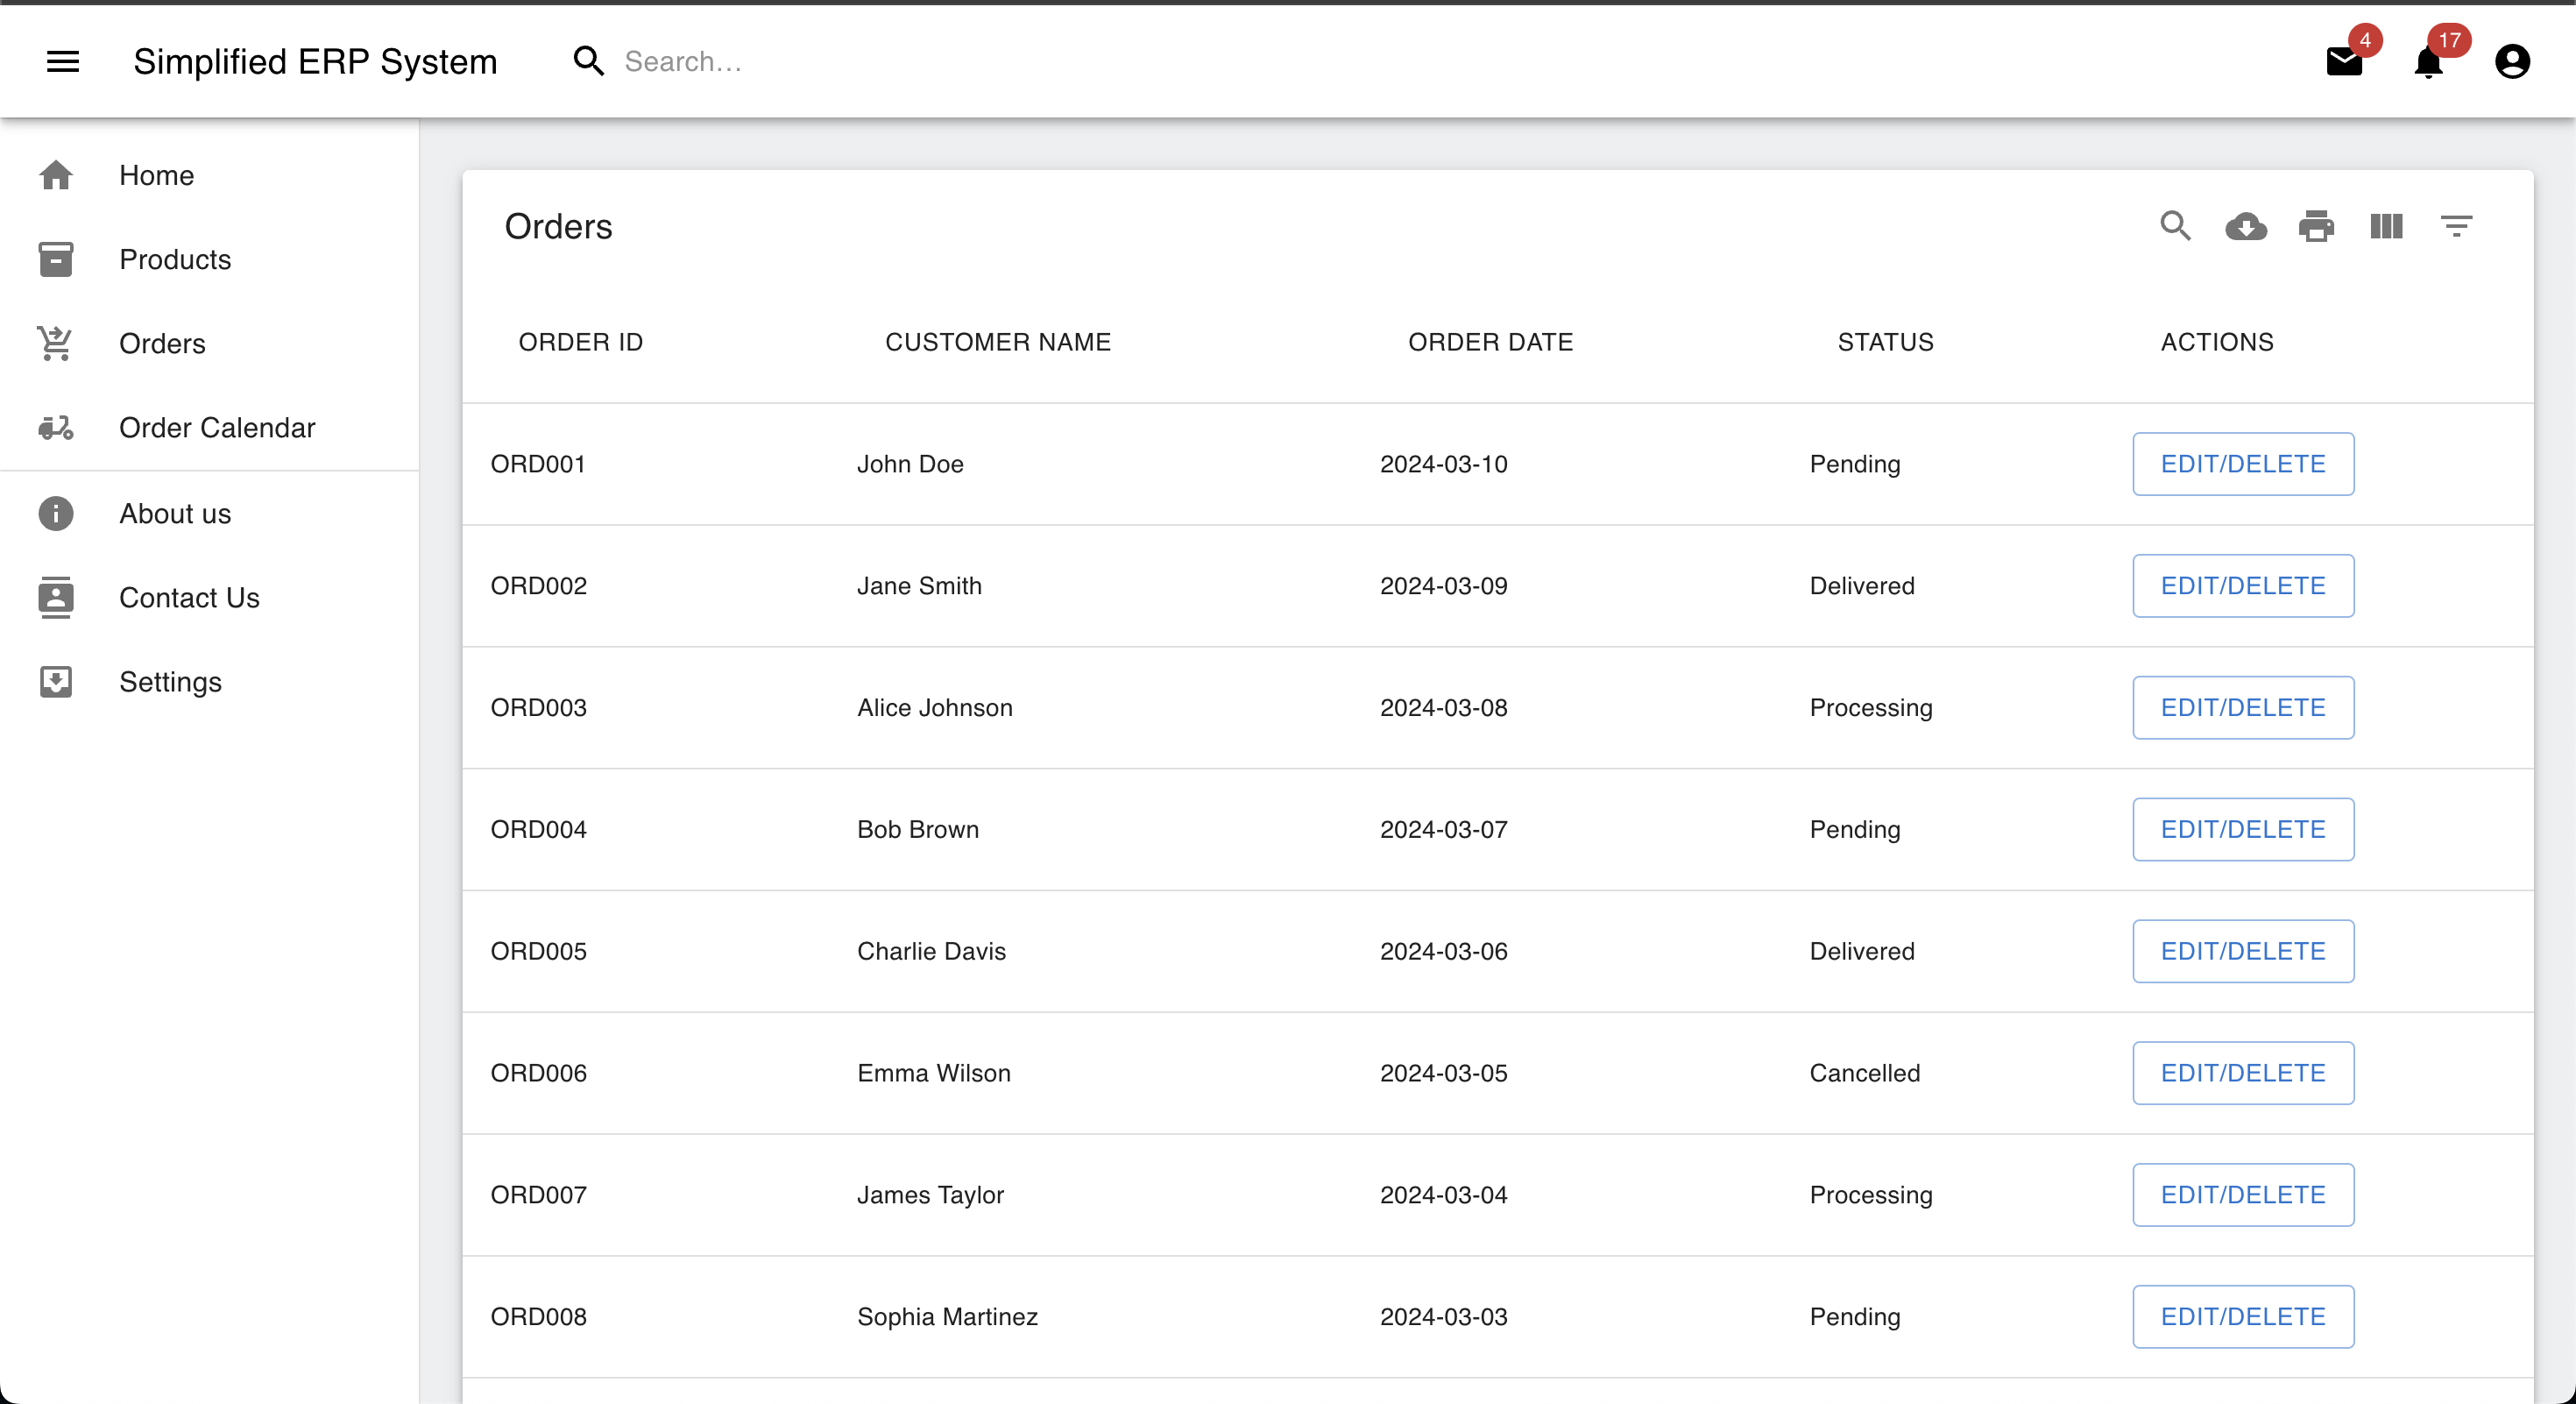 Simplified ERP System Search… 4 17
Home
Products
Orders
Order Calendar
About us
Contact Us
Settings
Orders
ORDER ID CUSTOMER NAME ORDER DATE STATUS ACTIONS
ORD001 John Doe 2024-03-10 Pending EDIT/DELETE
ORD002 Jane Smith 2024-03-09 Delivered EDIT/DELETE
ORD003 Alice Johnson 2024-03-08 Processing EDIT/DELETE
ORD004 Bob Brown 2024-03-07 Pending EDIT/DELETE
ORD005 Charlie Davis 2024-03-06 Delivered EDIT/DELETE
ORD006 Emma Wilson 2024-03-05 Cancelled EDIT/DELETE
ORD007 James Taylor 2024-03-04 Processing EDIT/DELETE
ORD008 Sophia Martinez 2024-03-03 Pending EDIT/DELETE